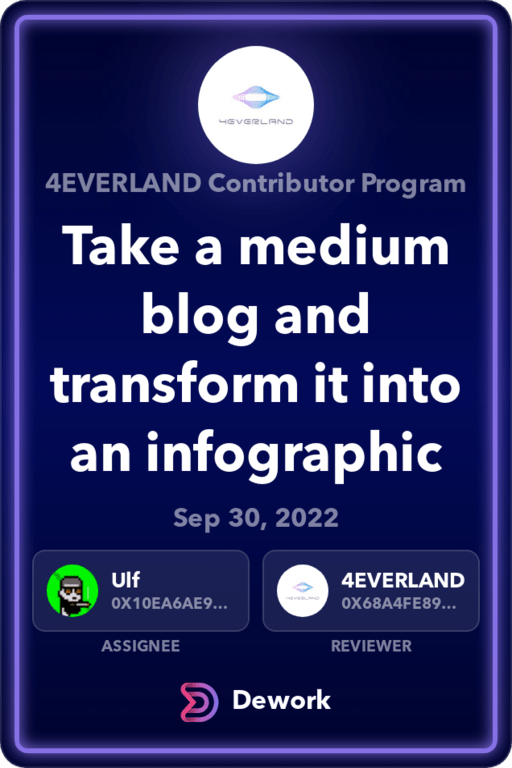 4EVERLAND
4EVERLAND Contributor Program
Take a medium
blog and
transform it into
an infographic
Sep 30, 2022
Ulf
0X10EA6AE9...
ASSIGNEE
4EVERLAND
4EVERLAND
0X68A4FE89...
REVIEWER
Dework